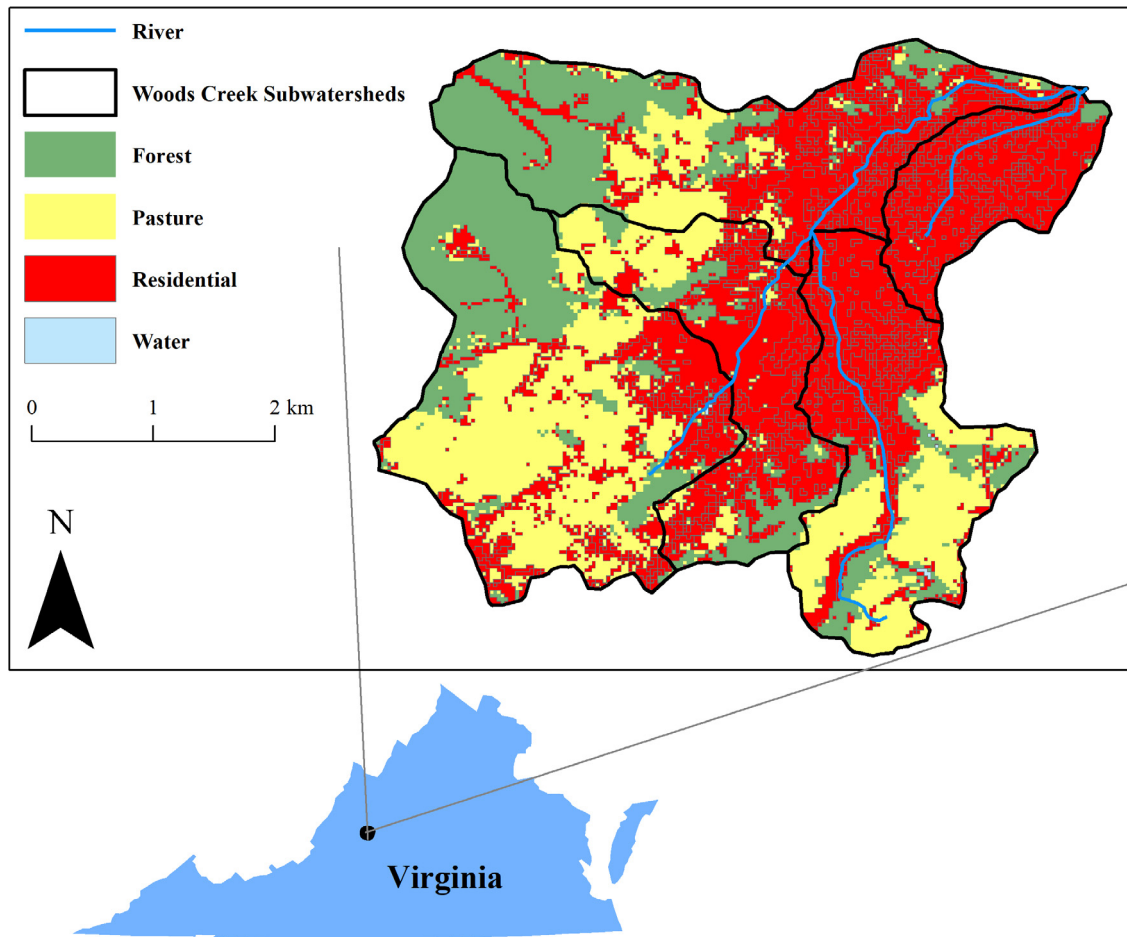 River
Woods Creek Subwatersheds
Forest
Pasture
Residential
Water
0 1 2 km
N
Virginia